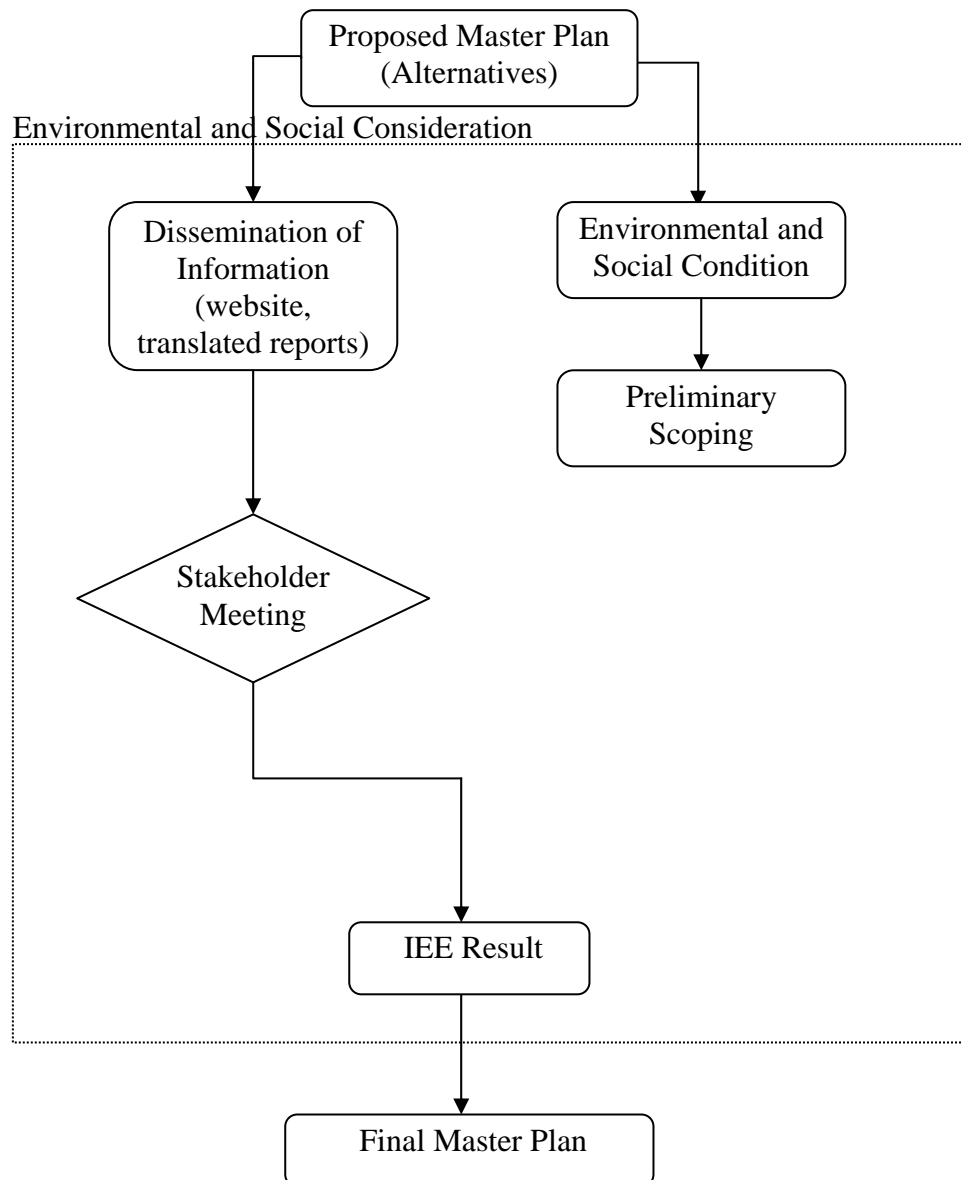 Proposed Master Plan
(Alternatives)
Environmental and Social Consideration
Dissemination of
Information
(website,
translated reports)
Environmental and
Social Condition
Preliminary
Scoping
Stakeholder
Meeting
IEE Result
Final Master Plan